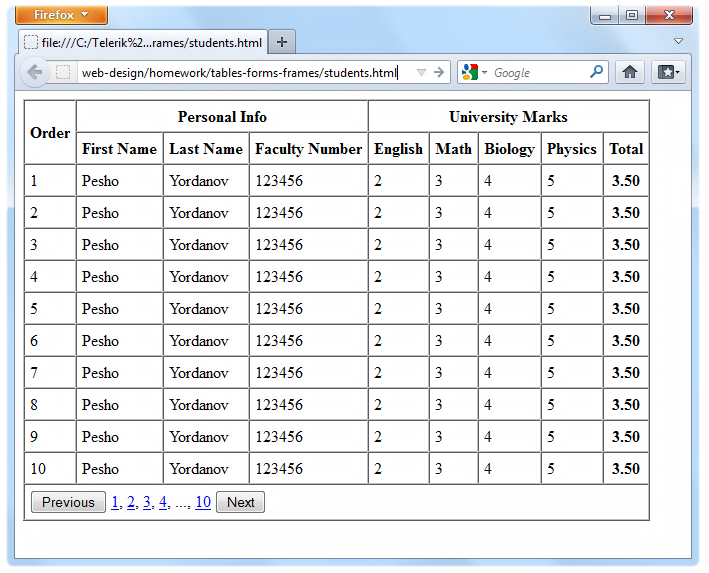 Firefox
file:///C:/Telerik%2...rames/students.html
web-design/homework/tables-forms-frames/students.html Google
Order Personal Info University Marks
First Name Last Name Faculty Number English Math Biology Physics Total
1 Pesho Yordanov 123456 2 3 4 5 3.50
2 Pesho Yordanov 123456 2 3 4 5 3.50
3 Pesho Yordanov 123456 2 3 4 5 3.50
4 Pesho Yordanov 123456 2 3 4 5 3.50
5 Pesho Yordanov 123456 2 3 4 5 3.50
6 Pesho Yordanov 123456 2 3 4 5 3.50
7 Pesho Yordanov 123456 2 3 4 5 3.50
8 Pesho Yordanov 123456 2 3 4 5 3.50
9 Pesho Yordanov 123456 2 3 4 5 3.50
10 Pesho Yordanov 123456 2 3 4 5 3.50
Previous 1, 2, 3, 4, ..., 10 Next